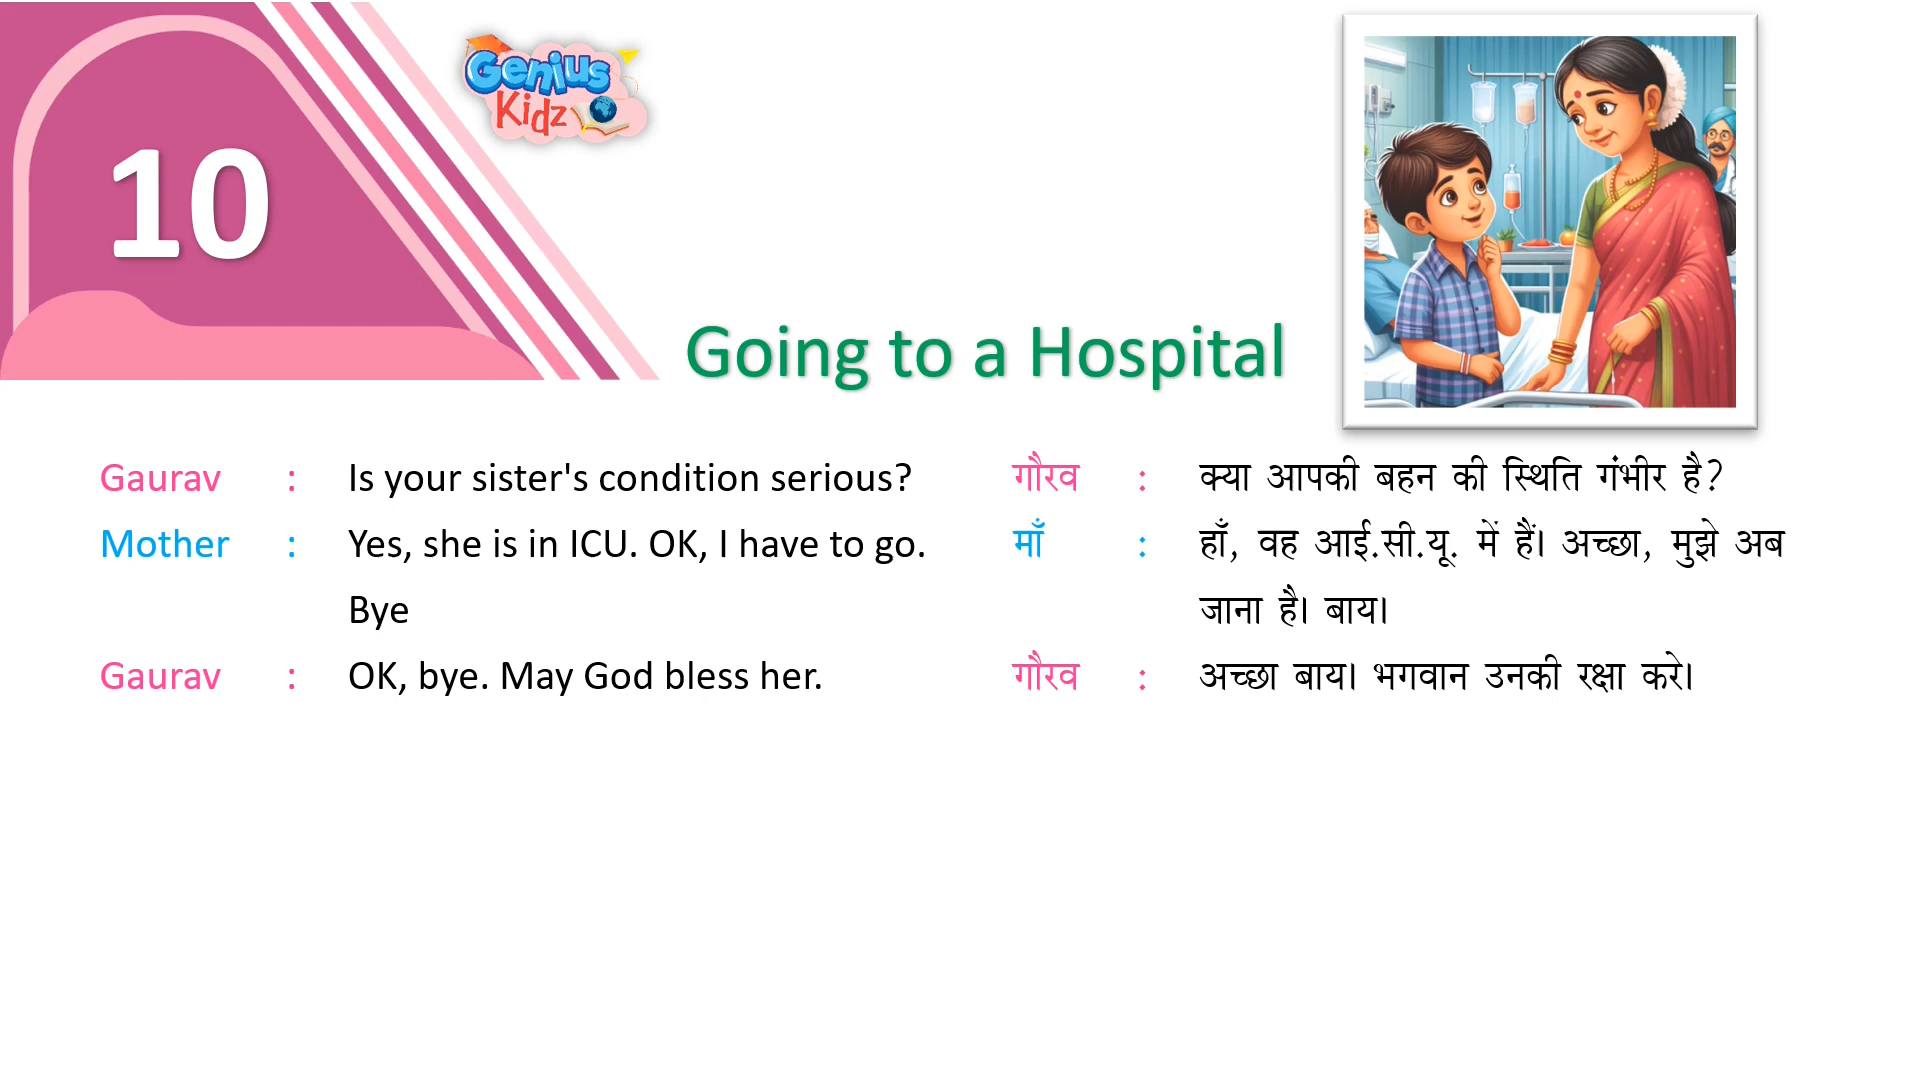 10
Genius
Kidz
Going to a Hospital
Gaurav : Is your sister's condition serious?
Mother : Yes, she is in ICU. OK, I have to go.
Bye
Gaurav : OK, bye. May God bless her.
गौरव : क्या आपकी बहन की स्थिति गंभीर है?
माँ : हाँ, वह आई.सी.यू. में हैं। अच्छा, मुझे अब
जाना है। बाय।
गौरव : अच्छा बाय। भगवान उनकी रक्षा करे।